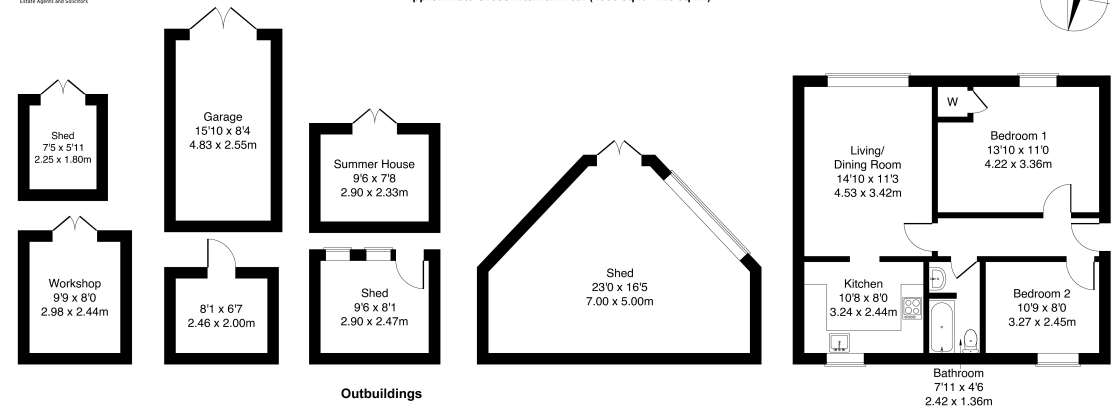 Estate Agents and Solicitors
Shed
7'5 x 5'11
2.25 x 1.80m
Garage
15'10 x 8'4
4.83 x 2.55m
Summer House
9'6 x 7'8
2.90 x 2.33m
Workshop
9'9 x 8'0
2.98 x 2.44m
8'1 x 6'7
2.46 x 2.00m
Shed
9'6 x 8'1
2.90 x 2.47m
Shed
23'0 x 16'5
7.00 x 5.00m
W
Living/
Dining Room
14'10 x 11'3
4.53 x 3.42m
Bedroom 1
13'10 x 11'0
4.22 x 3.36m
Kitchen
10'8 x 8'0
3.24 x 2.44m
Bedroom 2
10'9 x 8'0
3.27 x 2.45m
Bathroom
7'11 x 4'6
2.42 x 1.36m
Outbuildings